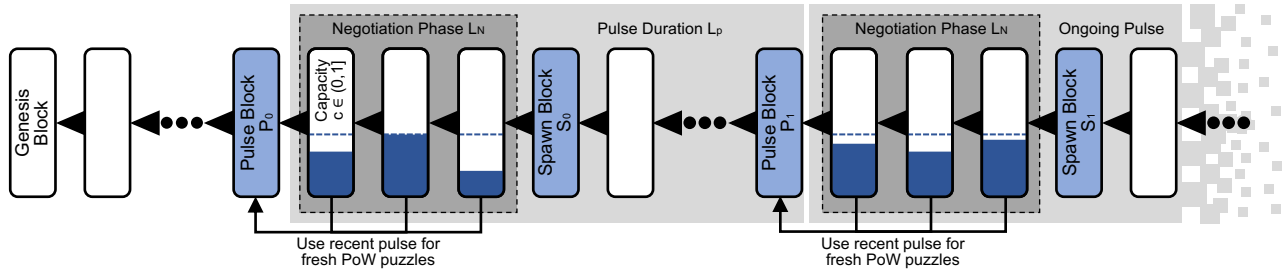 Negotiation Phase LN
Pulse Duration Lp
Negotiation Phase LN
Ongoing Pulse
Genesis
Block
Pulse Block
P0
Capacity
c ∈ (0,1]
Spawn Block
S0
Pulse Block
P1
Spawn Block
S1
Use recent pulse for
fresh PoW puzzles
Use recent pulse for
fresh PoW puzzles